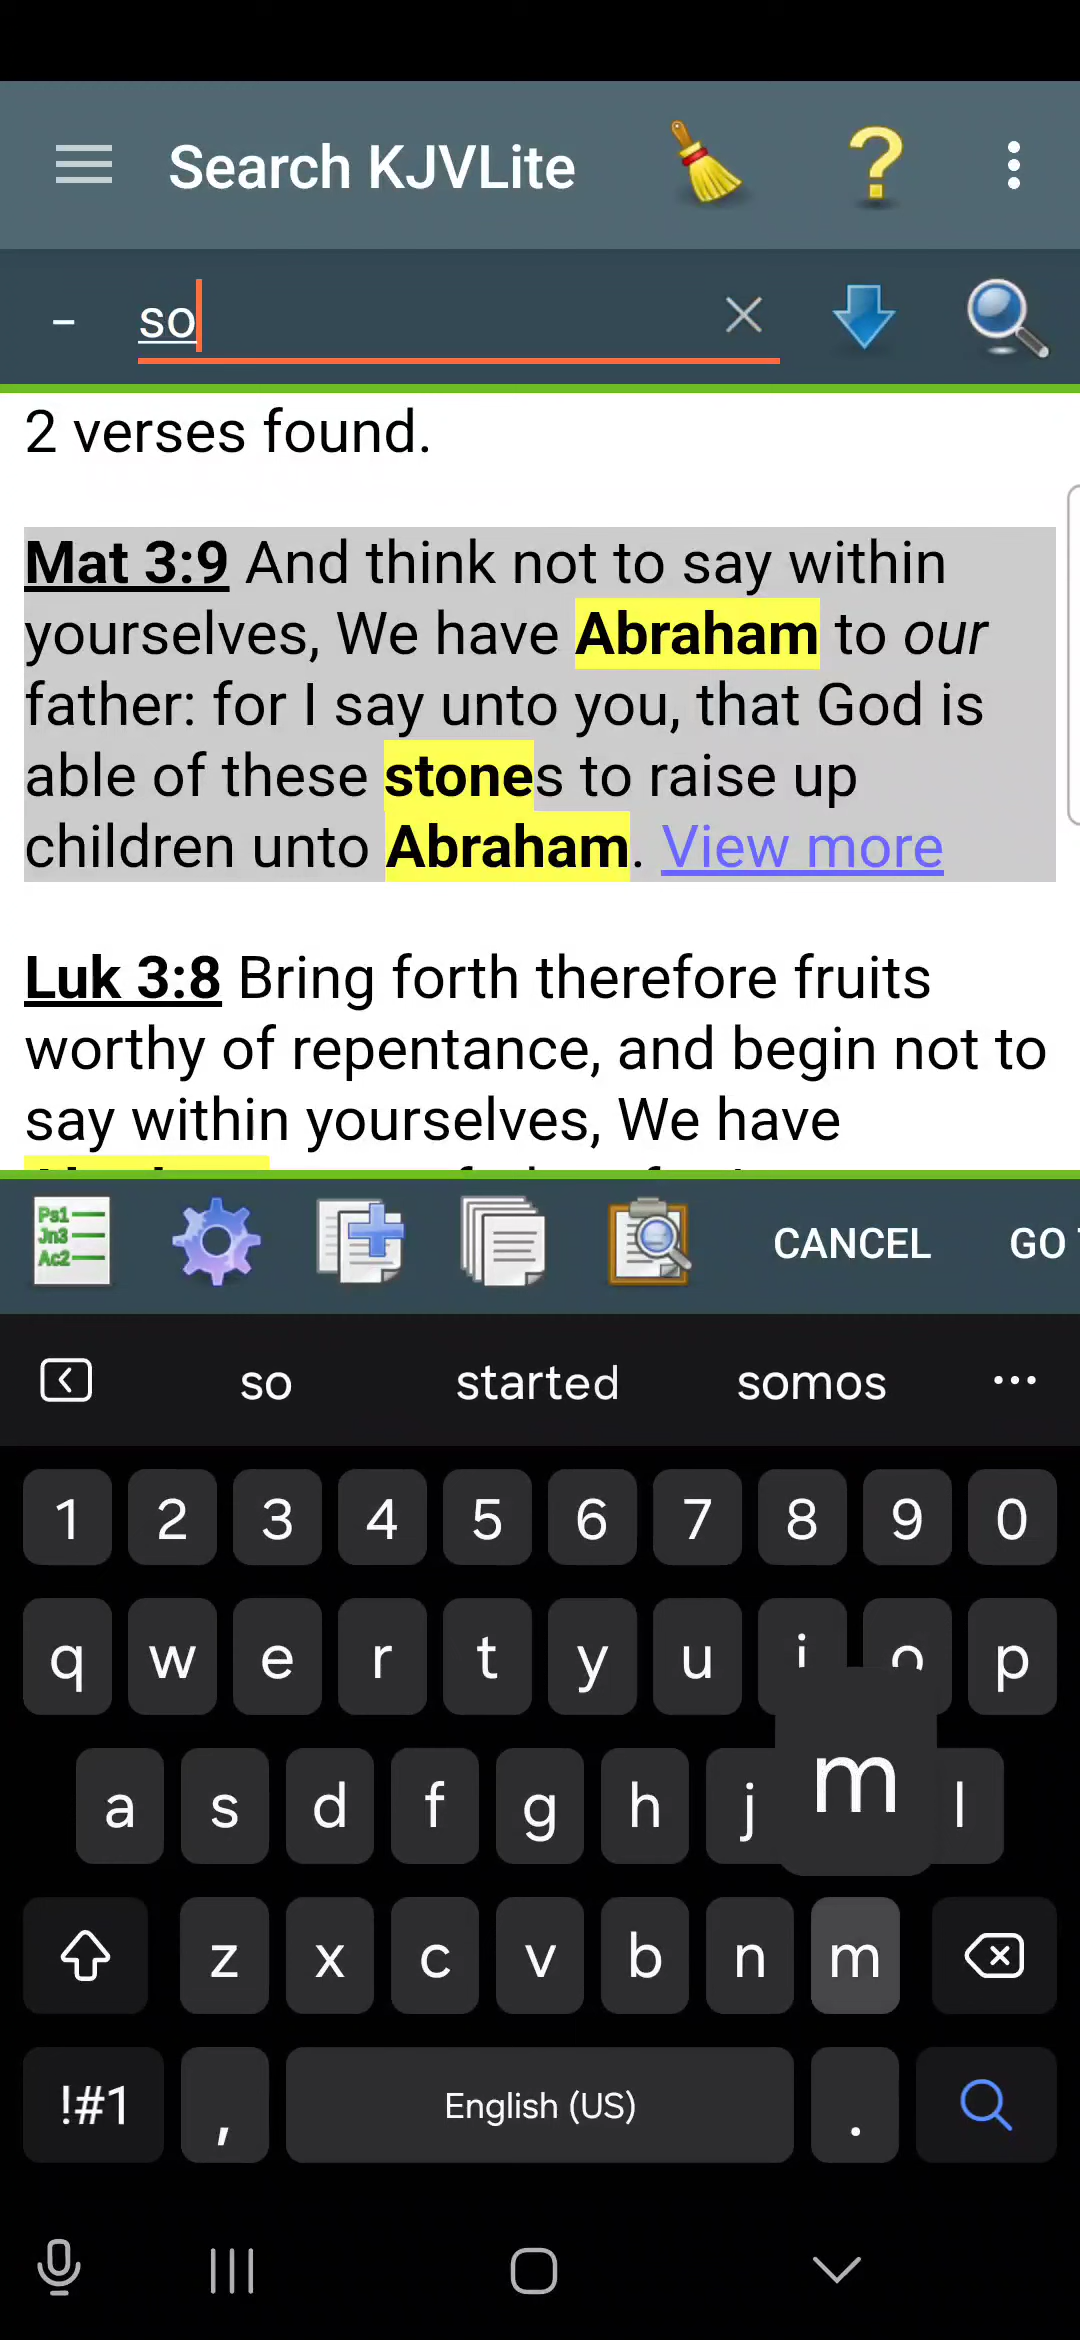 Search KJVLite
so
2 verses found.
Mat 3:9 And think not to say within
yourselves, We have Abraham to our
father: for I say unto you, that God is
able of these stones to raise up
children unto Abraham. View more
Luk 3:8 Bring forth therefore fruits
worthy of repentance, and begin not to
say within yourselves, We have
Ps1
Jn3
Ac2
CANCEL GO
so started somos
1 2 3 4 5 6 7 8 9 0
q w e r t y u i o p
a s d f g h j m l
z x c v b n m
!#1 , English (US) .